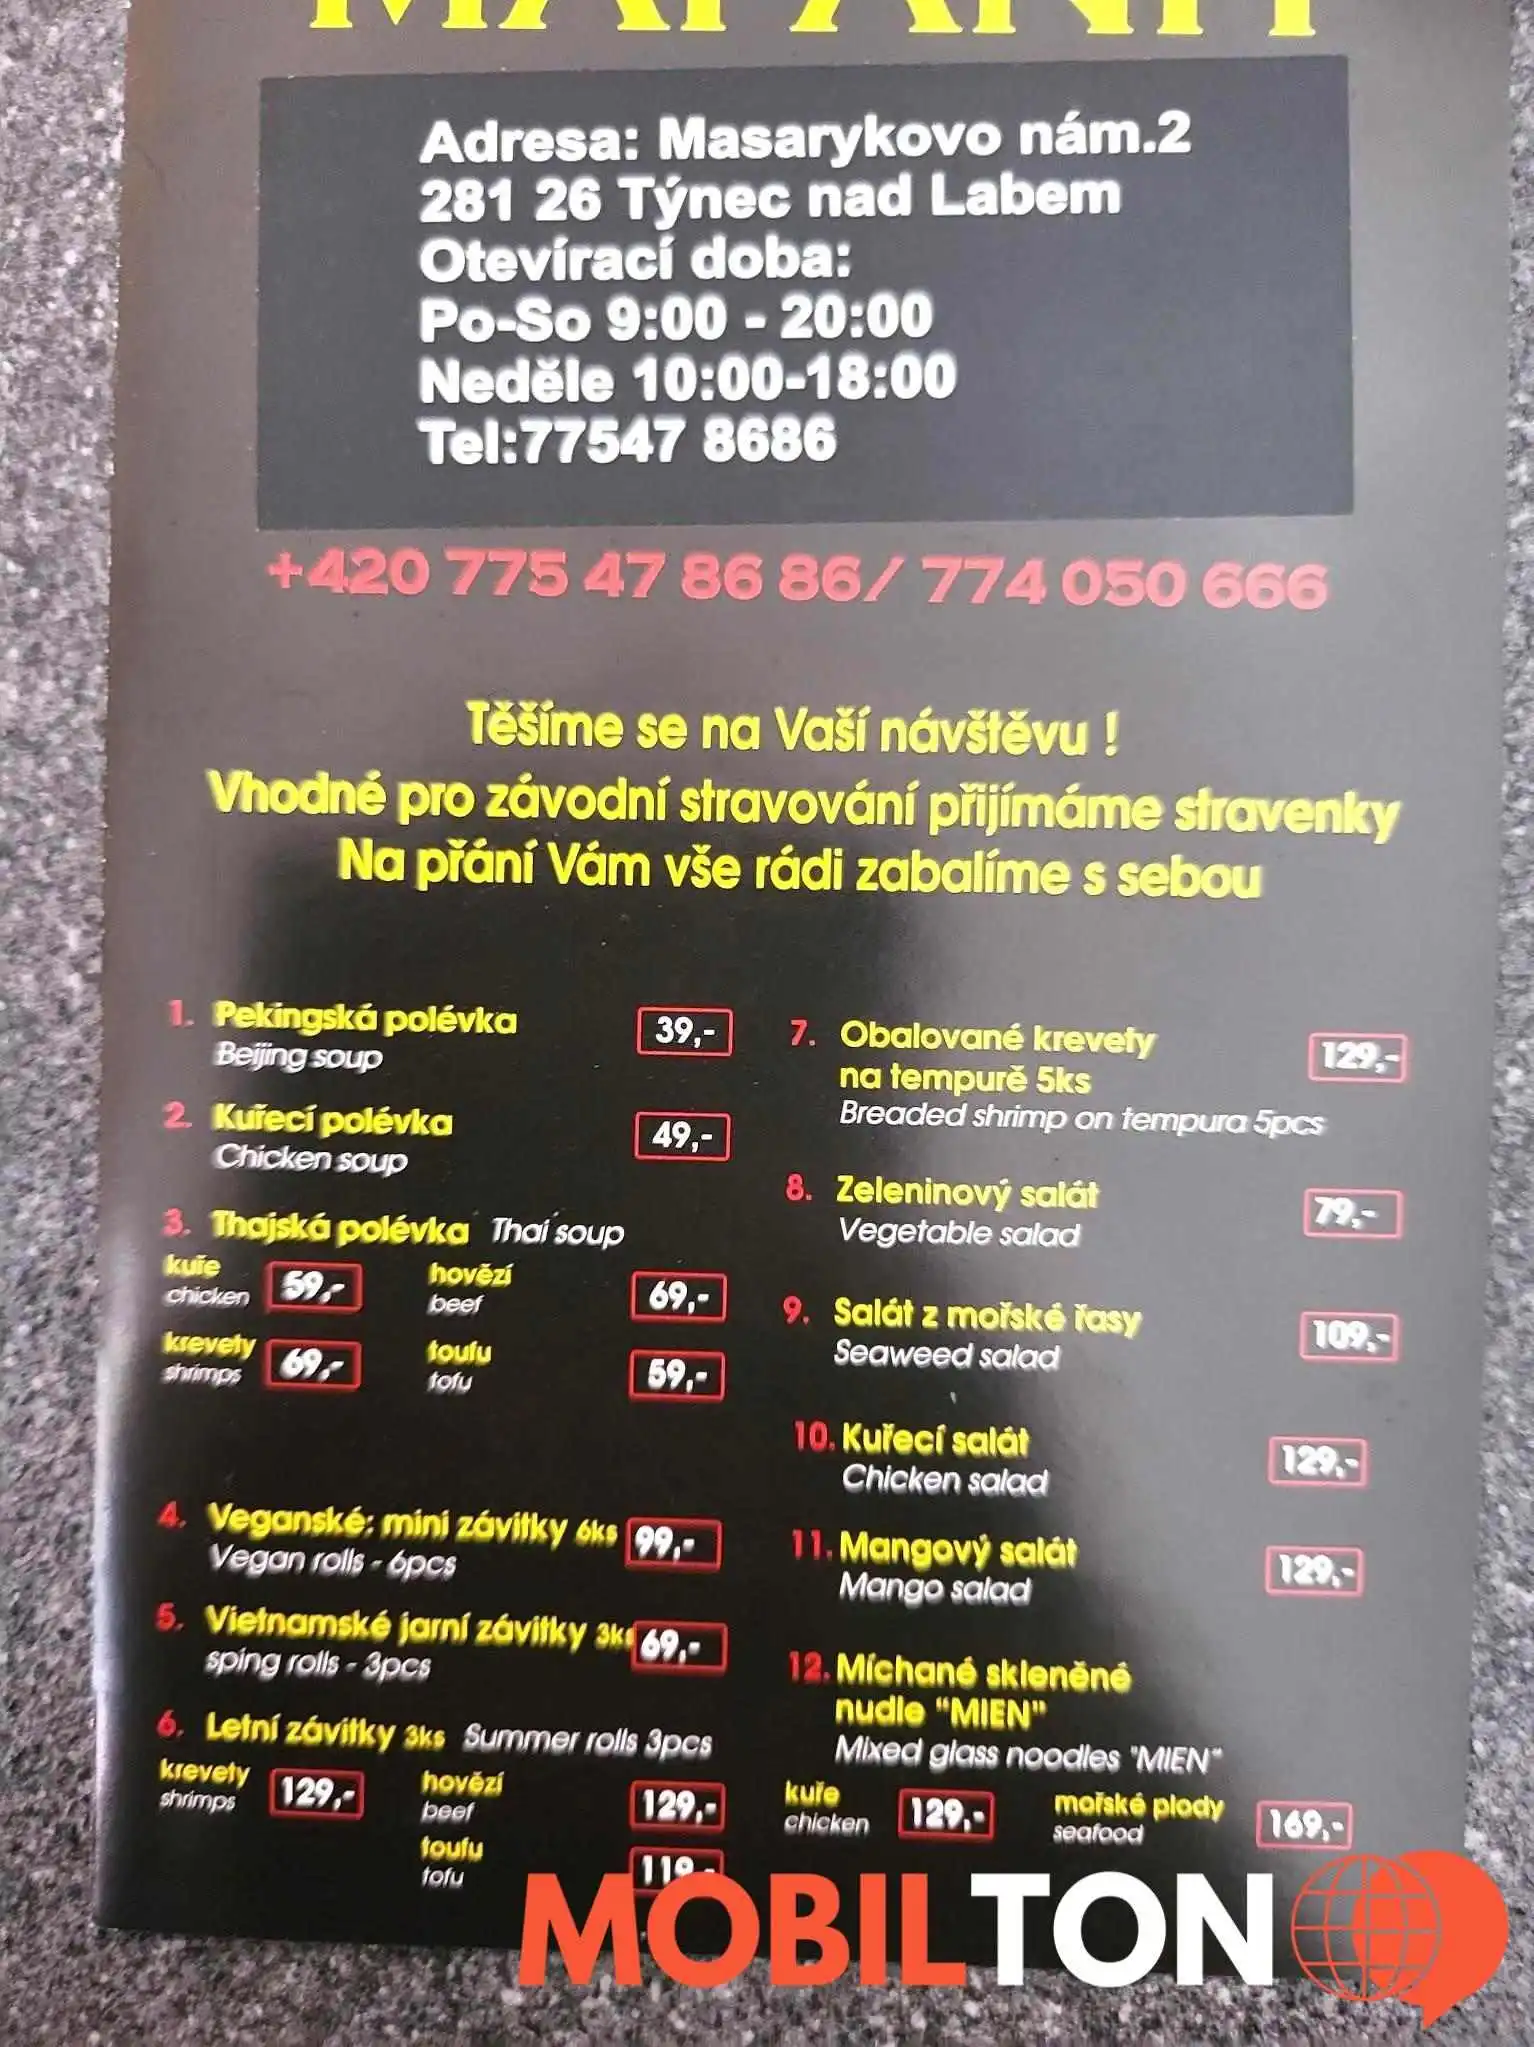 Adresa: Masarykovo nám.2
281 26 Týnec nad Labem
Otevírací doba:
Po-So 9:00 - 20:00
Neděle 10:00-18:00
Tel:77547 8686
+420 775 47 86 86/ 774 050 666
Těšíme se na Vaší návštěvu !
Vhodné pro závodní stravování přijímáme stravenky
Na přání Vám vše rádi zabalíme s sebou
1. Pekingská polévka 39,-
Beijing soup
2. Kuřecí polévka 49,-
Chicken soup
3. Thajská polévka Thai soup
kuře 59,- hovězí 69,-
chicken beef
krevety 69,- toufu 59,-
shrimps tofu
4. Veganské: mini závitky 6ks 99,-
Vegan rolls - 6pcs
5. Vietnamské jarní závitky 69,-
sping rolls - 3pcs
6. Letní závitky 3ks Summer rolls 3pcs
krevety 129,- hovězí 129,-
shrimps beef
toufu 119,-
tofu
7. Obalované krevety
na tempurě 5ks 129,-
Breaded shrimp on tempura 5pcs
8. Zeleninový salát 79,-
Vegetable salad
9. Salát z mořské řasy 109,-
Seaweed salad
10. Kuřecí salát 129,-
Chicken salad
11. Mangový salát 129,-
Mango salad
12. Míchané skleněné
nudle "MIEN"
Mixed glass noodles "MIEN"
kuře 129,- mořské plody 169,-
chicken seafood
MOBILTON